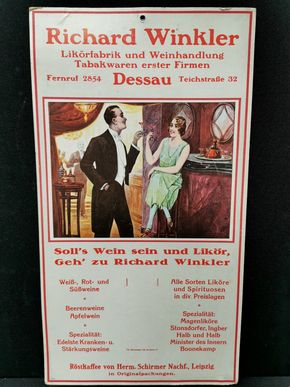 Richard Winkler
Likörfabrik und Weinhandlung
Tabakwaren erster Firmen
Fernruf 2854 Dessau Teichstraße 32
Soll's Wein sein und Likör,
Geh' zu Richard Winkler
Weiß-, Rot- und
Süßweine
*
Beerenweine
Apfelwein
*
Spezialität:
Edelste Kranken- u.
Stärkungsweine
Alle Sorten Liköre
und Spirituosen
in div. Preislagen
*
Spezialität:
Magenliköre
Stonsdorfer, Ingber
Halb und Halb
Minister des Innern
Boonekamp
Röstkaffee von Herm. Schirmer Nachf., Leipzig
in Originalpackungen.